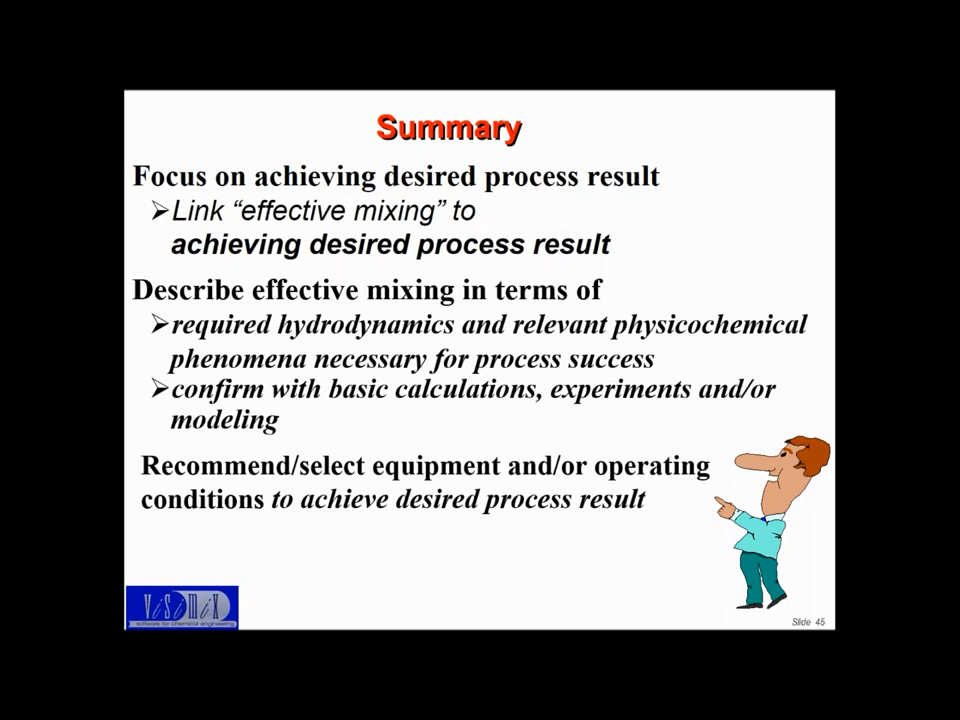 Summary
Focus on achieving desired process result
➢Link “effective mixing” to
achieving desired process result
Describe effective mixing in terms of
➢required hydrodynamics and relevant physicochemical
phenomena necessary for process success
➢confirm with basic calculations, experiments and/or
modeling
Recommend/select equipment and/or operating
conditions to achieve desired process result
ViSiMiX
software for chemical engineering
Slide 45